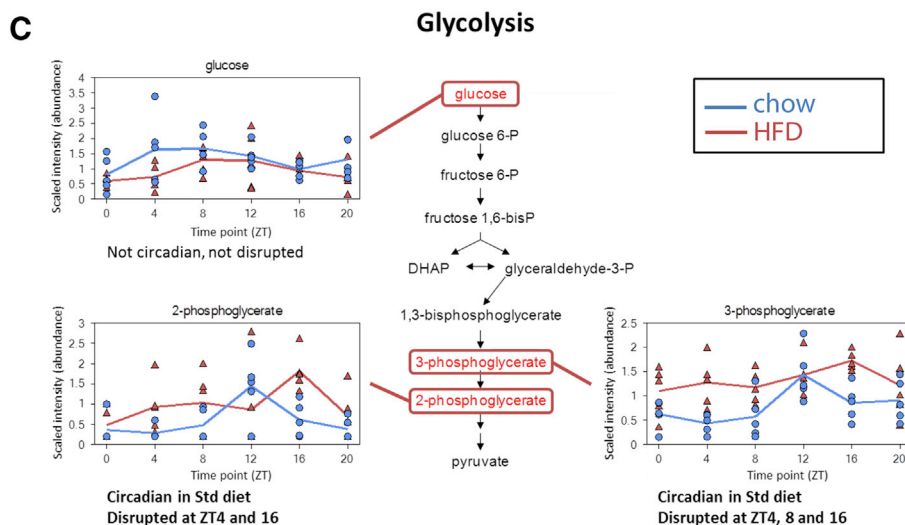 C
Glycolysis
glucose
Scaled intensity (abundance)
4
3.5
3
2.5
2
1.5
1
0.5
0
0 4 8 12 16 20
Time point (ZT)
Not circadian, not disrupted
glucose
glucose 6-P
fructose 6-P
fructose 1,6-bisP
DHAP glyceraldehyde-3-P
1,3-bisphosphoglycerate
3-phosphoglycerate
2-phosphoglycerate
pyruvate
chow
HFD
2-phosphoglycerate
Scaled intensity (abundance)
3
2.5
2
1.5
1
0.5
0
0 4 8 12 16 20
Time point (ZT)
Circadian in Std diet
Disrupted at ZT4 and 16
3-phosphoglycerate
Scaled intensity (abundance)
2.5
2
1.5
1
0.5
0
0 4 8 12 16 20
Time point (ZT)
Circadian in Std diet
Disrupted at ZT4, 8 and 16